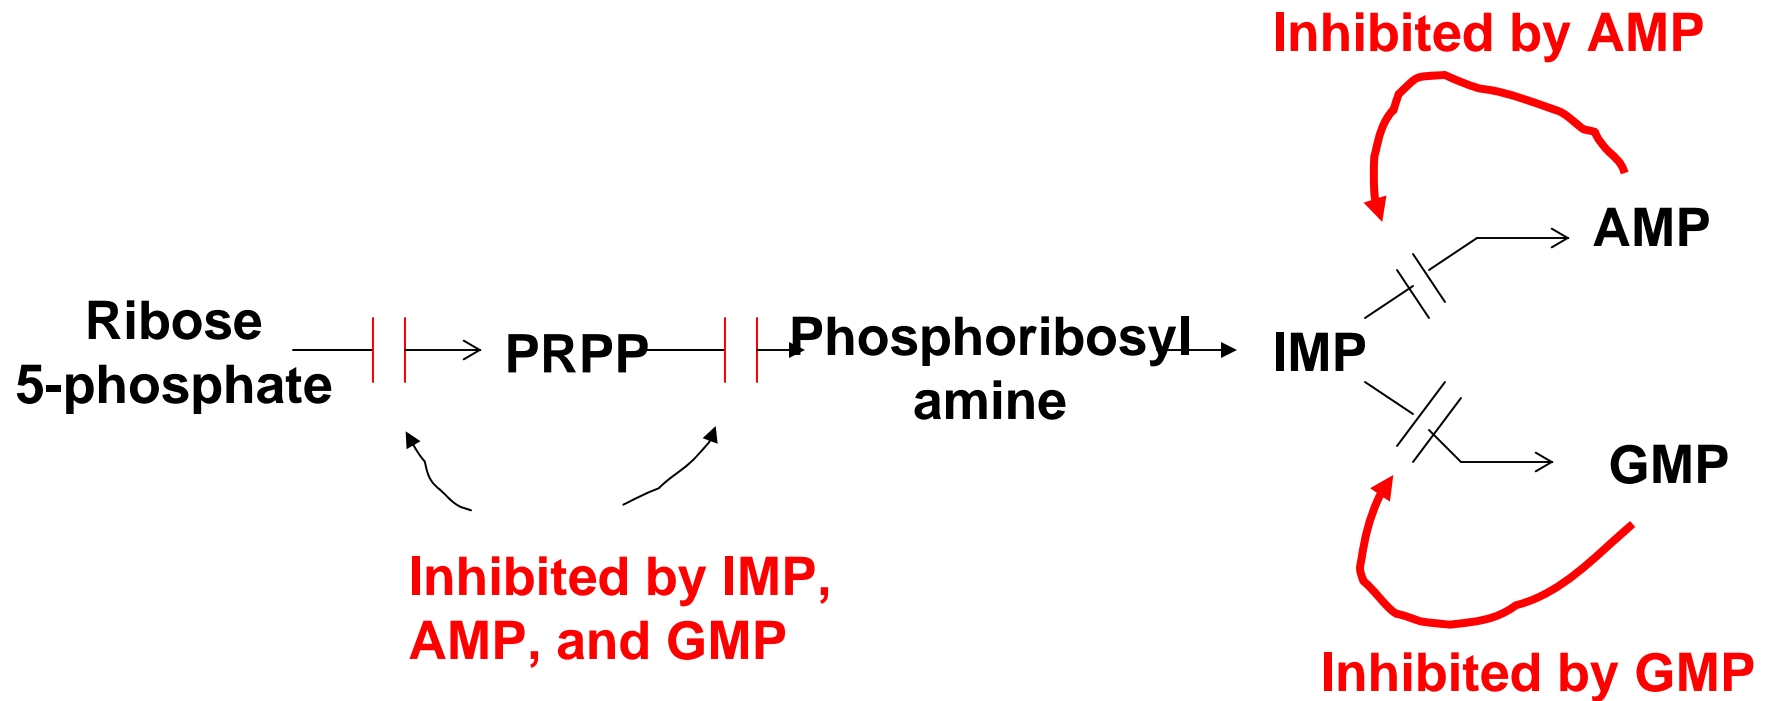 Inhibited by AMP
AMP
Ribose
5-phosphate
PRPP
Phosphoribosyl
amine
IMP
GMP
Inhibited by IMP,
AMP, and GMP
Inhibited by GMP